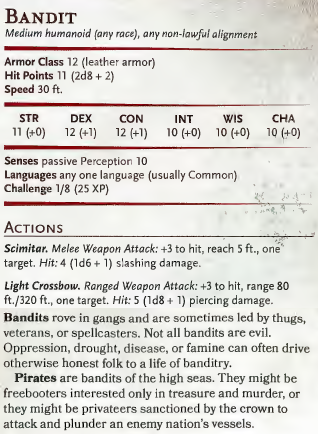 BANDIT
Medium humanoid (any race), any non-lawful alignment
Armor Class 12 (leather armor)
Hit Points 11 (2d8 + 2)
Speed 30 ft.
STR DEX CON INT WIS CHA
11 (+0) 12 (+1) 12 (+1) 10 (+0) 10 (+0) 10 (+0)
Senses passive Perception 10
Languages any one language (usually Common)
Challenge 1/8 (25 XP)
ACTIONS
Scimitar. Melee Weapon Attack: +3 to hit, reach 5 ft., one
target. Hit: 4 (1d6 + 1) slashing damage.
Light Crossbow. Ranged Weapon Attack: +3 to hit, range 80
ft./320 ft., one target. Hit: 5 (1d8 + 1) piercing damage.
Bandits rove in gangs and are sometimes led by thugs,
veterans, or spellcasters. Not all bandits are evil.
Oppression, drought, disease, or famine can often drive
otherwise honest folk to a life of banditry.
Pirates are bandits of the high seas. They might be
freebooters interested only in treasure and murder, or
they might be privateers sanctioned by the crown to
attack and plunder an enemy nation's vessels.